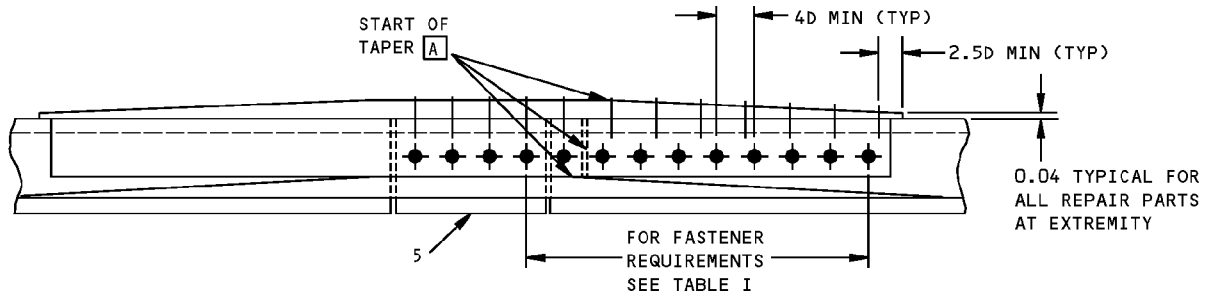 START OF
TAPER A
4D MIN (TYP)
2.5D MIN (TYP)
0.04 TYPICAL FOR
ALL REPAIR PARTS
AT EXTREMITY
5
FOR FASTENER
REQUIREMENTS
SEE TABLE I